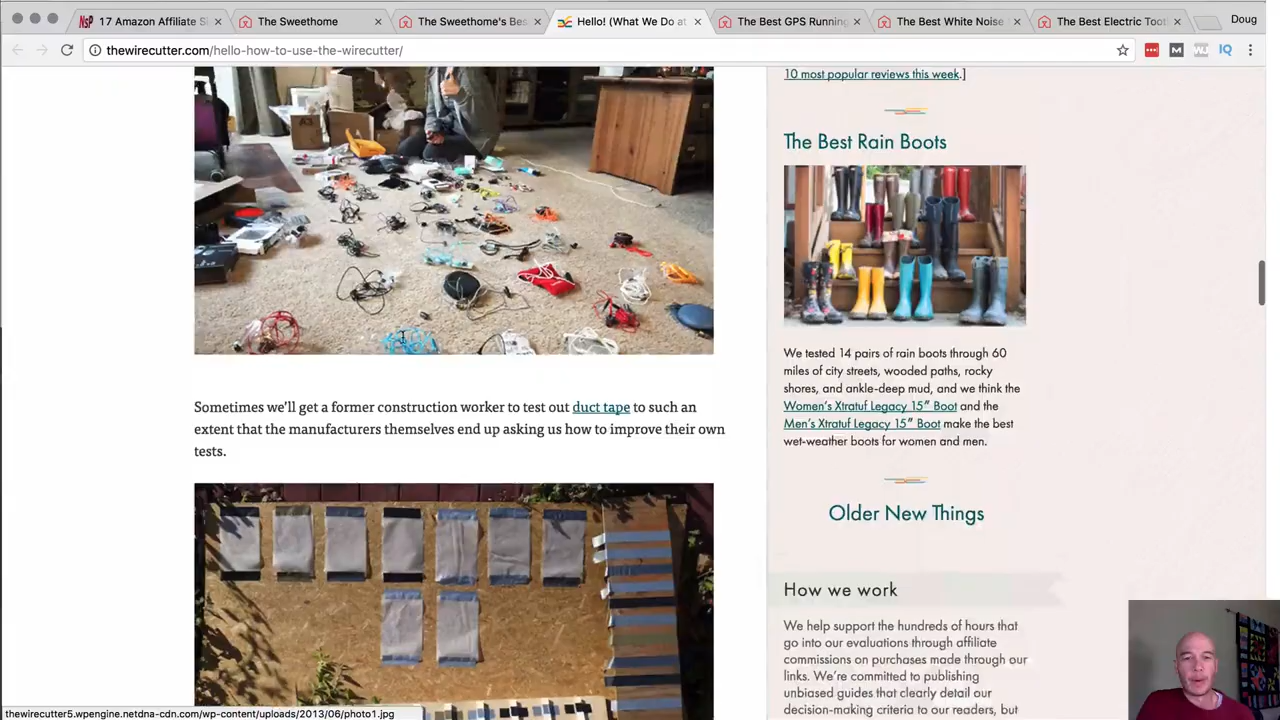 17 Amazon Affiliate Si
The Sweethome
The Sweethome's Bes
Hello! (What We Do at
The Best GPS Running
The Best White Noise
The Best Electric Toot
Doug
thewirecutter.com/hello-how-to-use-the-wirecutter/
10 most popular reviews this week.]
The Best Rain Boots
We tested 14 pairs of rain boots through 60
miles of city streets, wooded paths, rocky
shores, and ankle-deep mud, and we think the
Women's Xtratuf Legacy 15″ Boot and the
Men's Xtratuf Legacy 15″ Boot make the best
wet-weather boots for women and men.
Sometimes we'll get a former construction worker to test out duct tape to such an
extent that the manufacturers themselves end up asking us how to improve their own
tests.
Older New Things
How we work
We help support the hundreds of hours that
go into our evaluations through affiliate
commissions on purchases made through our
links. We're committed to publishing
unbiased guides that clearly detail our
decision-making criteria to our readers, but
thewirecutter5.wpengine.netdna-cdn.com/wp-content/uploads/2013/06/photo1.jpg